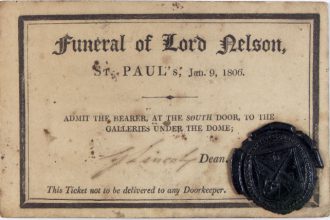 Funeral of Lord Nelson,
ST. PAUL's, Jan. 9, 1806.
ADMIT THE BEARER, AT THE SOUTH DOOR, TO THE
GALLERIES UNDER THE DOME;
G Lincoln Dean.
This Ticket not to be delivered to any Doorkeeper.